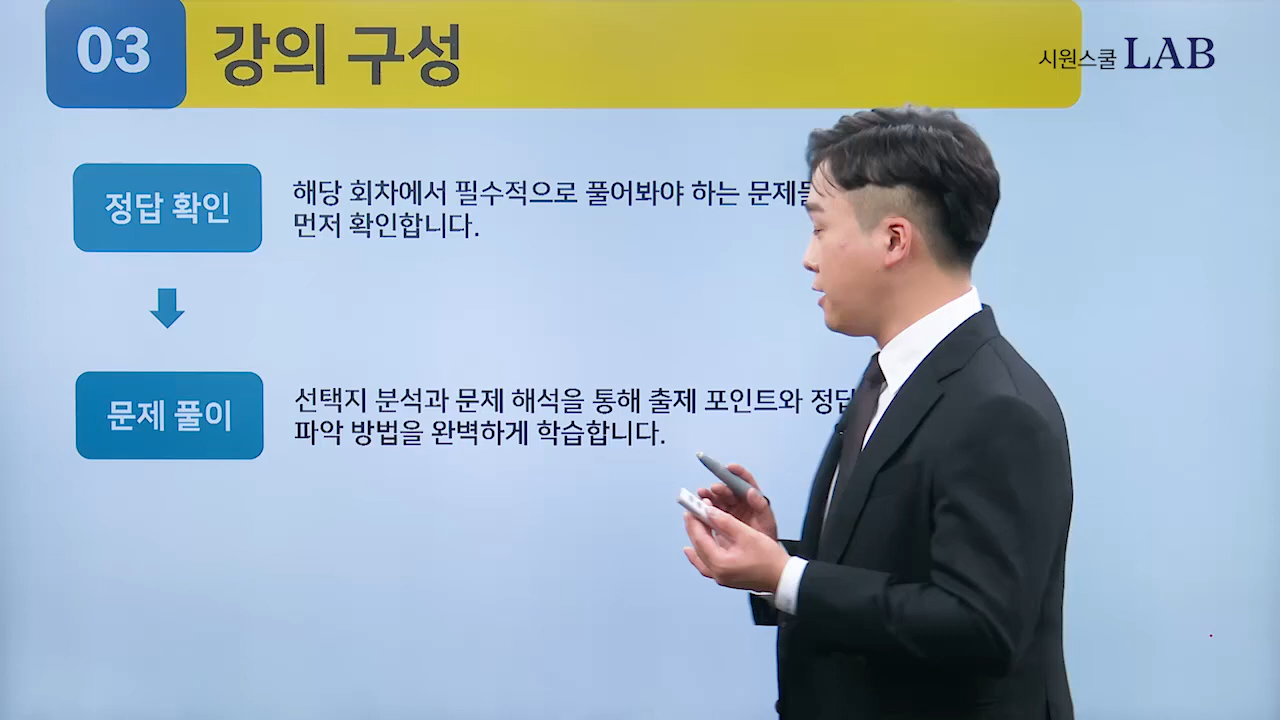 03 강의 구성
시원스쿨 LAB
정답 확인
해당 회차에서 필수적으로 풀어봐야 하는
먼저 확인합니다.
문제 풀이
선택지 분석과 문제 해석을 통해 출제 포인트와
파악 방법을 완벽하게 학습합니다.